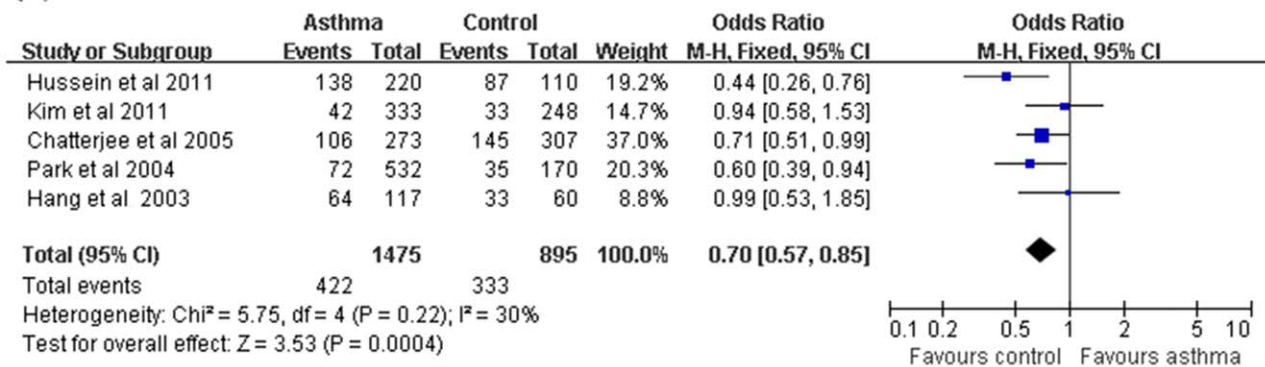 Asthma Control Odds Ratio Odds Ratio
Study or Subgroup Events Total Events Total Weight M-H, Fixed, 95% CI M-H, Fixed, 95% CI
Hussein et al 2011 138 220 87 110 19.2% 0.44 [0.26, 0.76]
Kim et al 2011 42 333 33 248 14.7% 0.94 [0.58, 1.53]
Chatterjee et al 2005 106 273 145 307 37.0% 0.71 [0.51, 0.99]
Park et al 2004 72 532 35 170 20.3% 0.60 [0.39, 0.94]
Hang et al 2003 64 117 33 60 8.8% 0.99 [0.53, 1.85]
Total (95% CI) 1475 895 100.0% 0.70 [0.57, 0.85]
Total events 422 333
Heterogeneity: Chi² = 5.75, df = 4 (P = 0.22); I² = 30%
Test for overall effect: Z = 3.53 (P = 0.0004)
0.1 0.2 0.5 1 2 5 10
Favours control Favours asthma